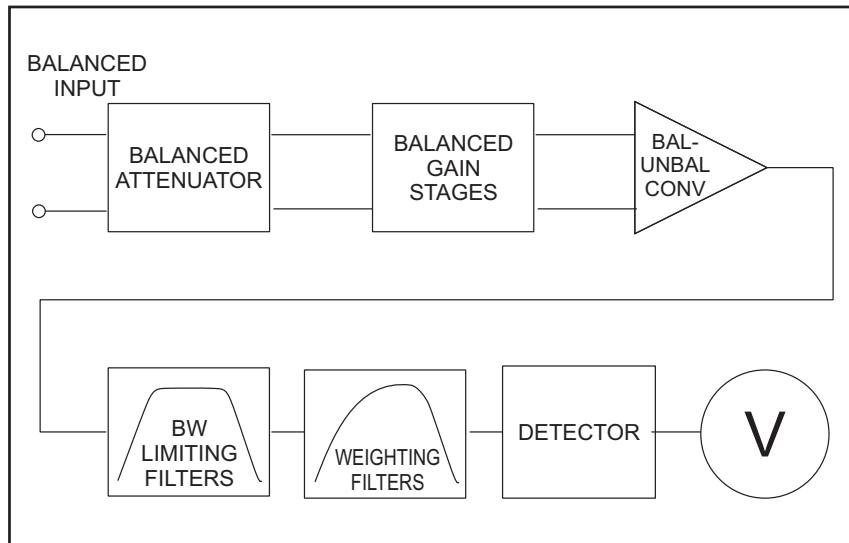 BALANCED
INPUT
BALANCED
ATTENUATOR
BALANCED
GAIN
STAGES
BAL-
UNBAL
CONV
BW
LIMITING
FILTERS
WEIGHTING
FILTERS
DETECTOR
V